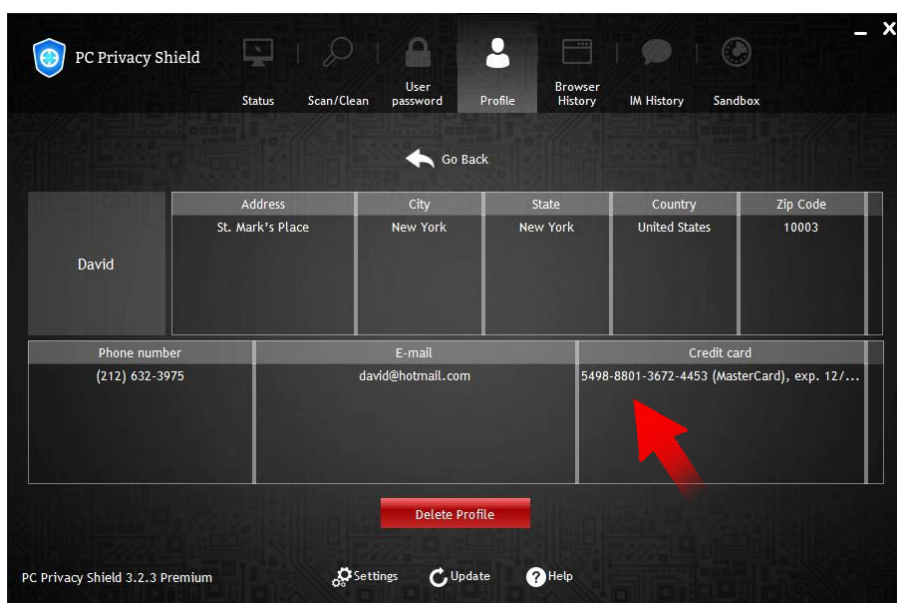 PC Privacy Shield
Status
Scan/Clean
User
password
Profile
Browser
History
IM History
Sandbox
Go Back
David
Address
City
State
Country
Zip Code
St. Mark's Place
New York
New York
United States
10003
Phone number
E-mail
Credit card
(212) 632-3975
david@hotmail.com
5498-8801-3672-4453 (MasterCard), exp. 12/...
Delete Profile
PC Privacy Shield 3.2.3 Premium
Settings
Update
Help